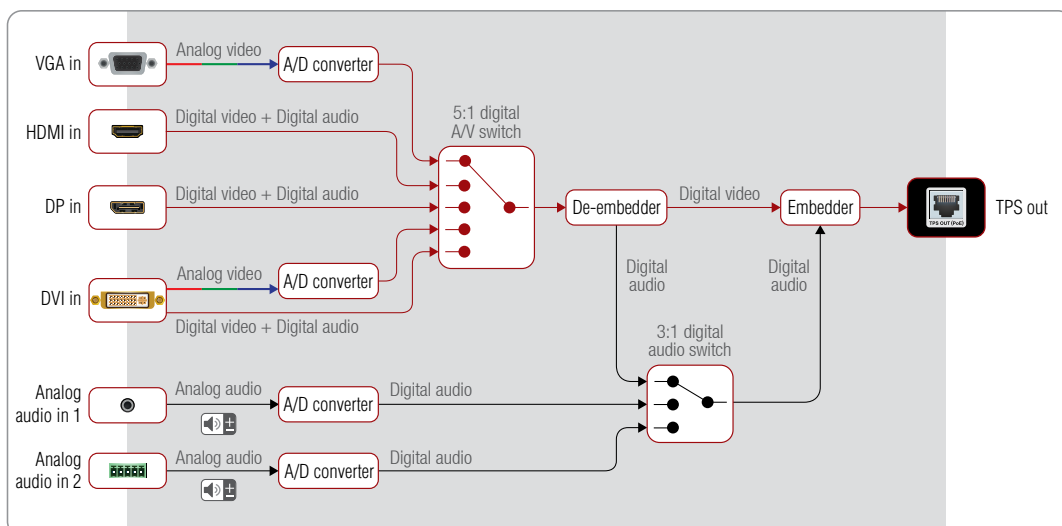 VGA in
Analog video
A/D converter
HDMI in
Digital video + Digital audio
5:1 digital
A/V switch
DP in
Digital video + Digital audio
De-embedder
Digital video
Embedder
TPS OUT (PoE)
TPS out
DVI in
Analog video
A/D converter
Digital video + Digital audio
Digital
audio
Digital
audio
3:1 digital
audio switch
Analog
audio in 1
Analog audio
A/D converter
Digital audio
Analog
audio in 2
Analog audio
A/D converter
Digital audio